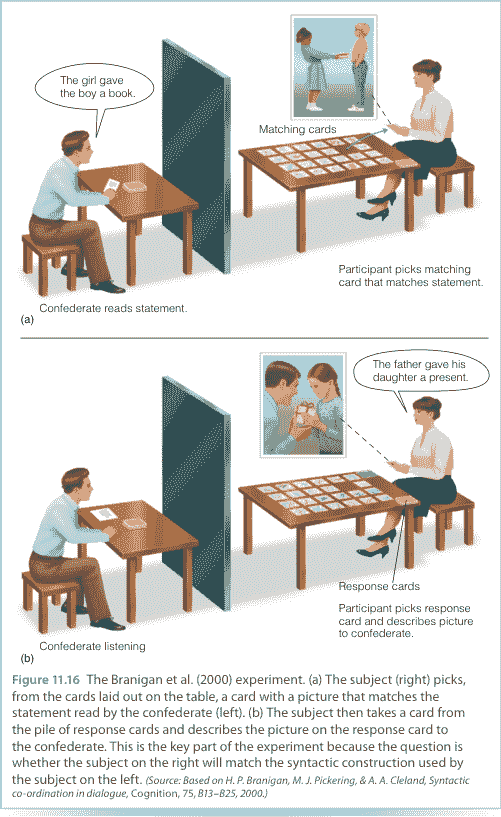 The girl gave
the boy a book.
Matching cards
Participant picks matching
card that matches statement.
Confederate reads statement.
(a)
The father gave his
daughter a present.
Response cards
Participant picks response
card and describes picture
to confederate.
Confederate listening
(b)
Figure 11.16 The Branigan et al. (2000) experiment. (a) The subject (right) picks,
from the cards laid out on the table, a card with a picture that matches the
statement read by the confederate (left). (b) The subject then takes a card from
the pile of response cards and describes the picture on the response card to
the confederate. This is the key part of the experiment because the question is
whether the subject on the right will match the syntactic construction used by
the subject on the left. (Source: Based on H. P. Branigan, M. J. Pickering, & A. A. Cleland, Syntactic
co-ordination in dialogue, Cognition, 75, B13–B25, 2000.)